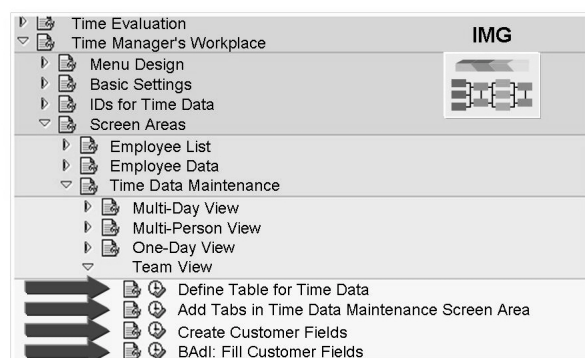 Time Evaluation
IMG
Time Manager's Workplace
Menu Design
Basic Settings
IDs for Time Data
Screen Areas
Employee List
Employee Data
Time Data Maintenance
Multi-Day View
Multi-Person View
One-Day View
Team View
Define Table for Time Data
Add Tabs in Time Data Maintenance Screen Area
Create Customer Fields
BAdI: Fill Customer Fields